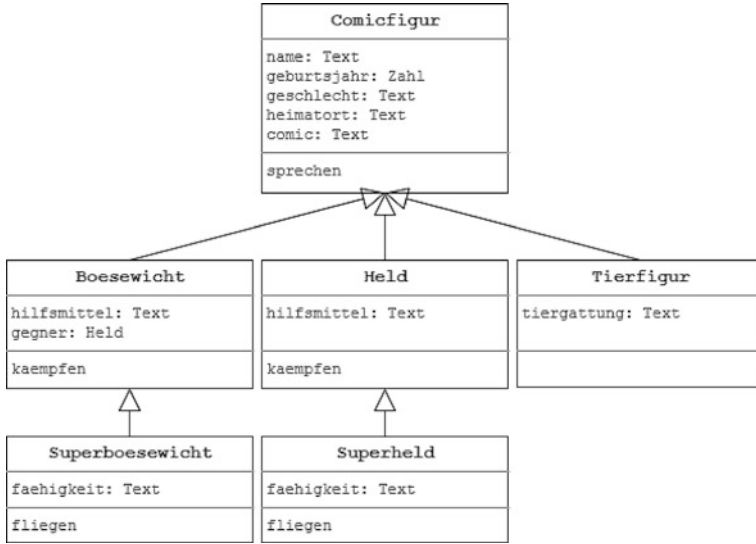 Comicfigur
name: Text
geburtsjahr: Zahl
geschlecht: Text
heimatort: Text
comic: Text
sprechen
Boesewicht
hilfsmittel: Text
gegner: Held
kaempfen
Held
hilfsmittel: Text
kaempfen
Tierfigur
tiergattung: Text
Superboesewicht
faehigkeit: Text
fliegen
Superheld
faehigkeit: Text
fliegen